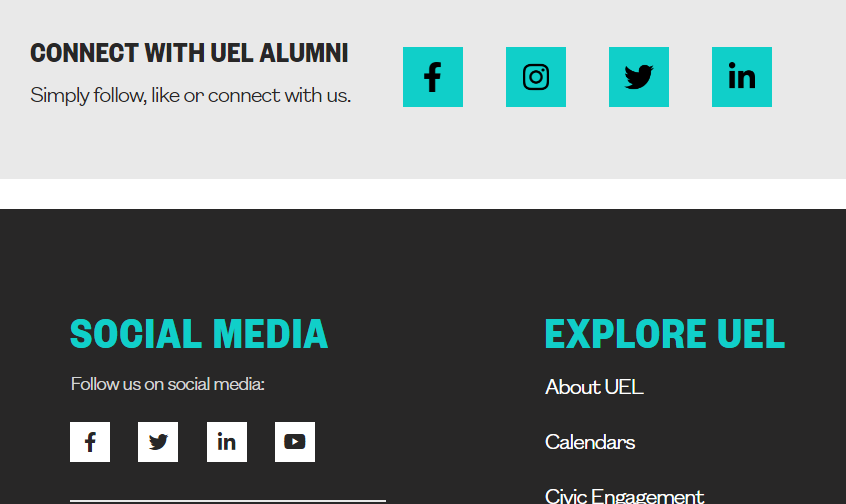 CONNECT WITH UEL ALUMNI
Simply follow, like or connect with us.
SOCIAL MEDIA
Follow us on social media:
EXPLORE UEL
About UEL
Calendars
Civic Engagement